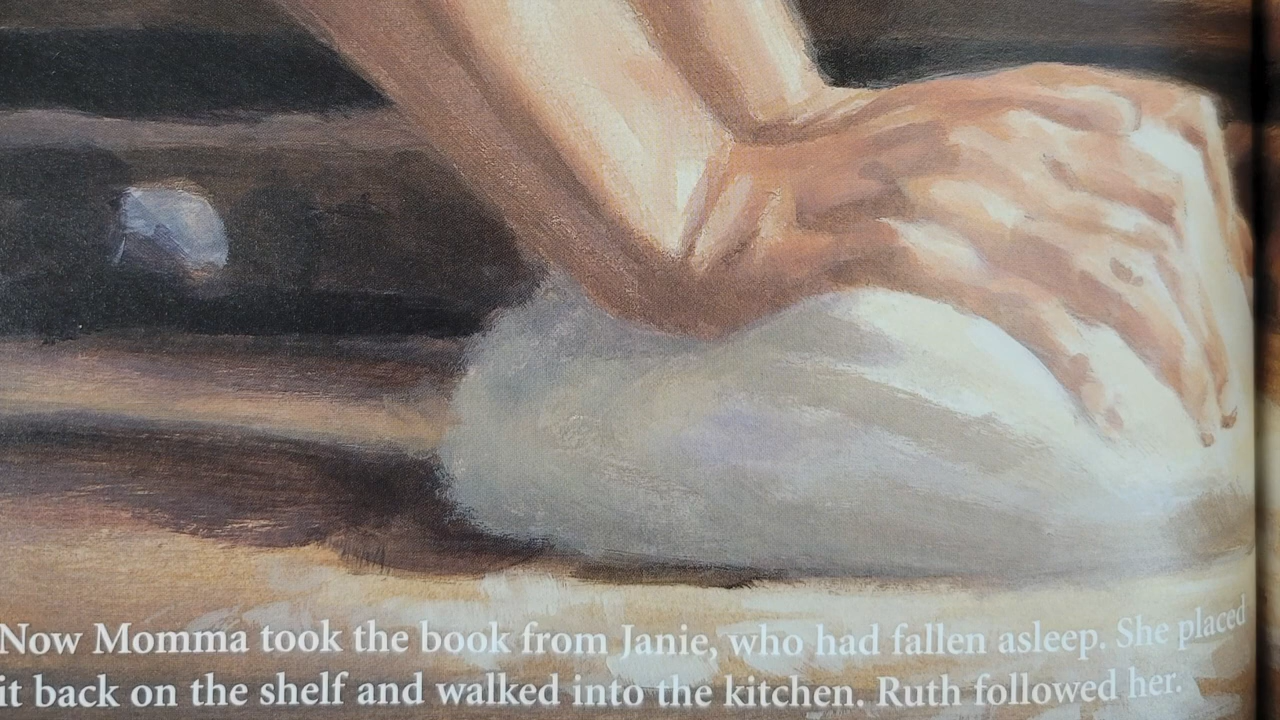 Now Momma took the book from Janie, who had fallen asleep. She placed
it back on the shelf and walked into the kitchen. Ruth followed her.